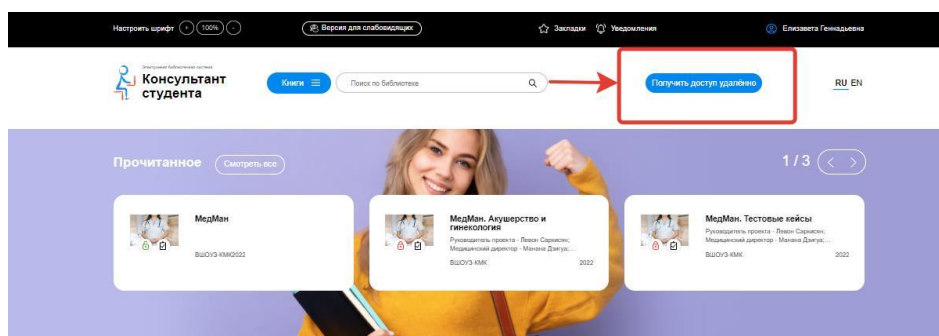 Настроить шрифт + 100% -
Версия для слабовидящих
Закладки
Уведомления
Елизавета Геннадьевна
Электронная библиотечная система
Консультант
студента
Книги
Поиск по библиотеке
Получить доступ удалённо
RU EN
Прочитанное
Смотреть все
1 / 3 < >
МедМан
ВШОУЗ-КМК2022
МедМан. Акушерство и
гинекология
Руководитель проекта - Левон Саркисян;
Медицинский директор - Манана Дзигуа;...
ВШОУЗ-КМК
2022
МедМан. Тестовые кейсы
Руководитель проекта - Левон Саркисян;
Медицинский директор - Манана Дзигуа;...
ВШОУЗ-КМК
2022